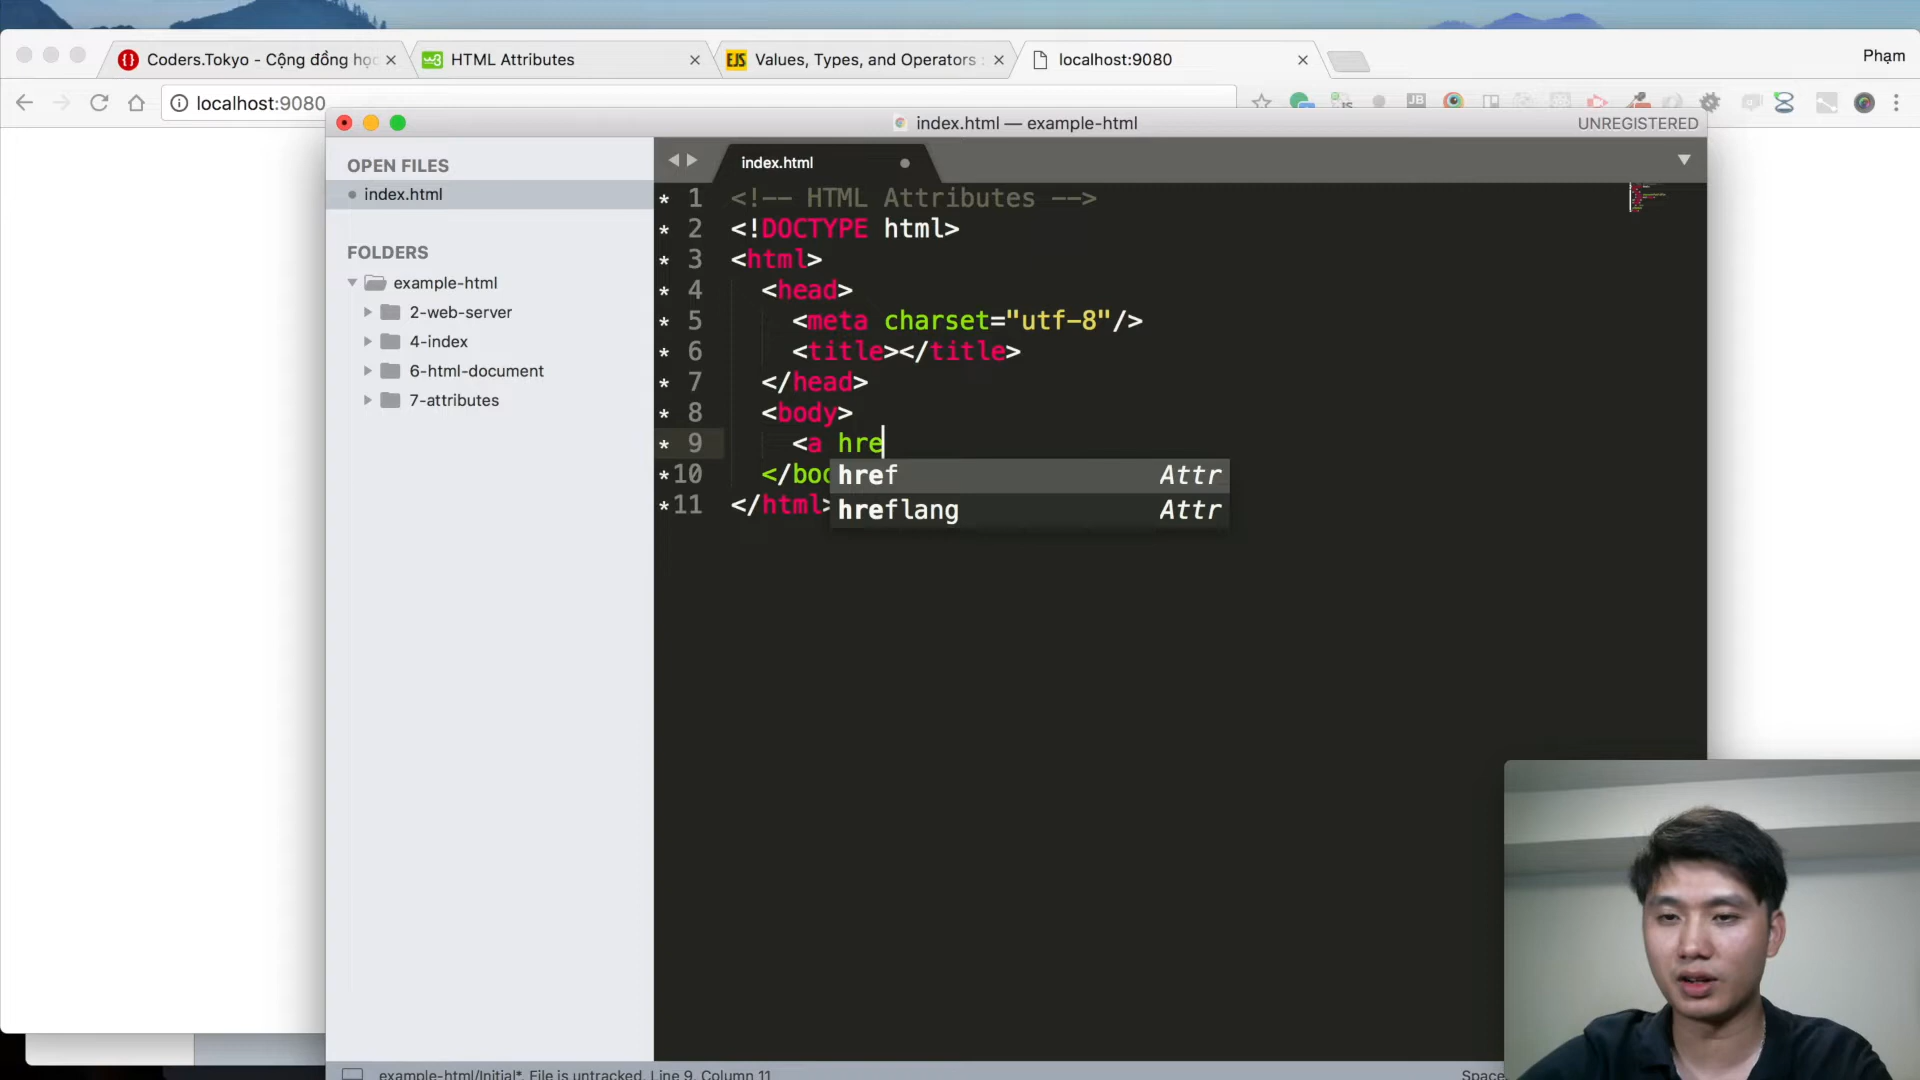 Coders.Tokyo - Cộng đồng học
HTML Attributes
EJS Values, Types, and Operators :
localhost:9080
Phạm
localhost:9080
index.html — example-html
UNREGISTERED
OPEN FILES
index.html
FOLDERS
example-html
2-web-server
4-index
6-html-document
7-attributes
index.html
* 1 <!-- HTML Attributes -->
* 2 <!DOCTYPE html>
* 3 <html>
* 4 <head>
* 5 <meta charset="utf-8"/>
* 6 <title></title>
* 7 </head>
* 8 <body>
* 9 <a hre
*10 </bod
*11 </html>
href Attr
hreflang Attr
example-html/Initial*, File is untracked, Line 9, Column 11
Space